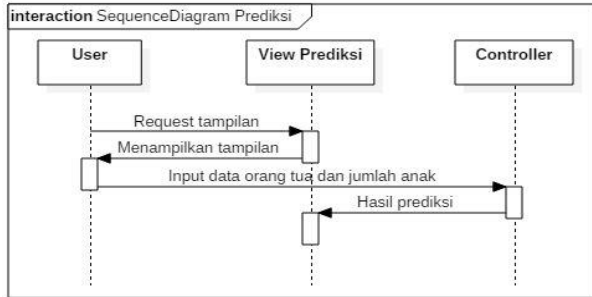 interaction SequenceDiagram Prediksi
User
View Prediksi
Controller
Request tampilan
Menampilkan tampilan
Input data orang tua dan jumlah anak
Hasil prediksi